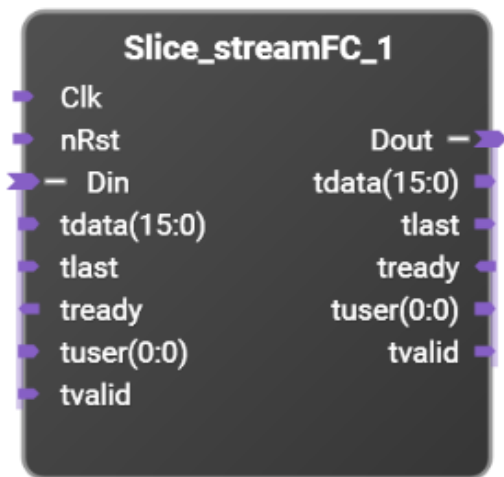 Slice_streamFC_1
Clk
nRst
Dout
Din
tdata(15:0)
tdata(15:0)
tlast
tlast
tready
tready
tuser(0:0)
tuser(0:0)
tvalid
tvalid